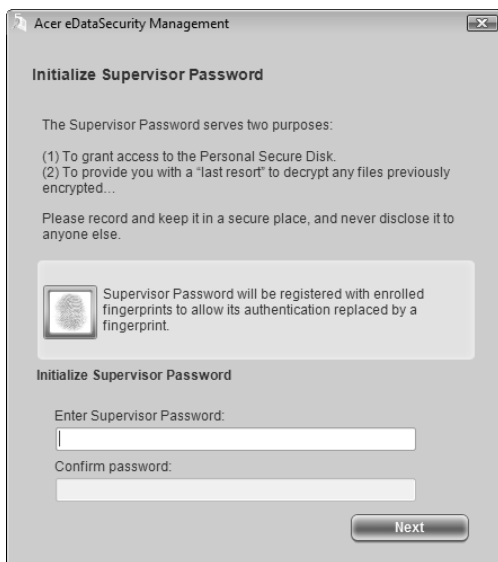 Acer eDataSecurity Management
Initialize Supervisor Password
The Supervisor Password serves two purposes:
(1) To grant access to the Personal Secure Disk.
(2) To provide you with a “last resort” to decrypt any files previously
encrypted...
Please record and keep it in a secure place, and never disclose it to
anyone else.
Supervisor Password will be registered with enrolled
fingerprints to allow its authentication replaced by a
fingerprint.
Initialize Supervisor Password
Enter Supervisor Password:
Confirm password:
Next